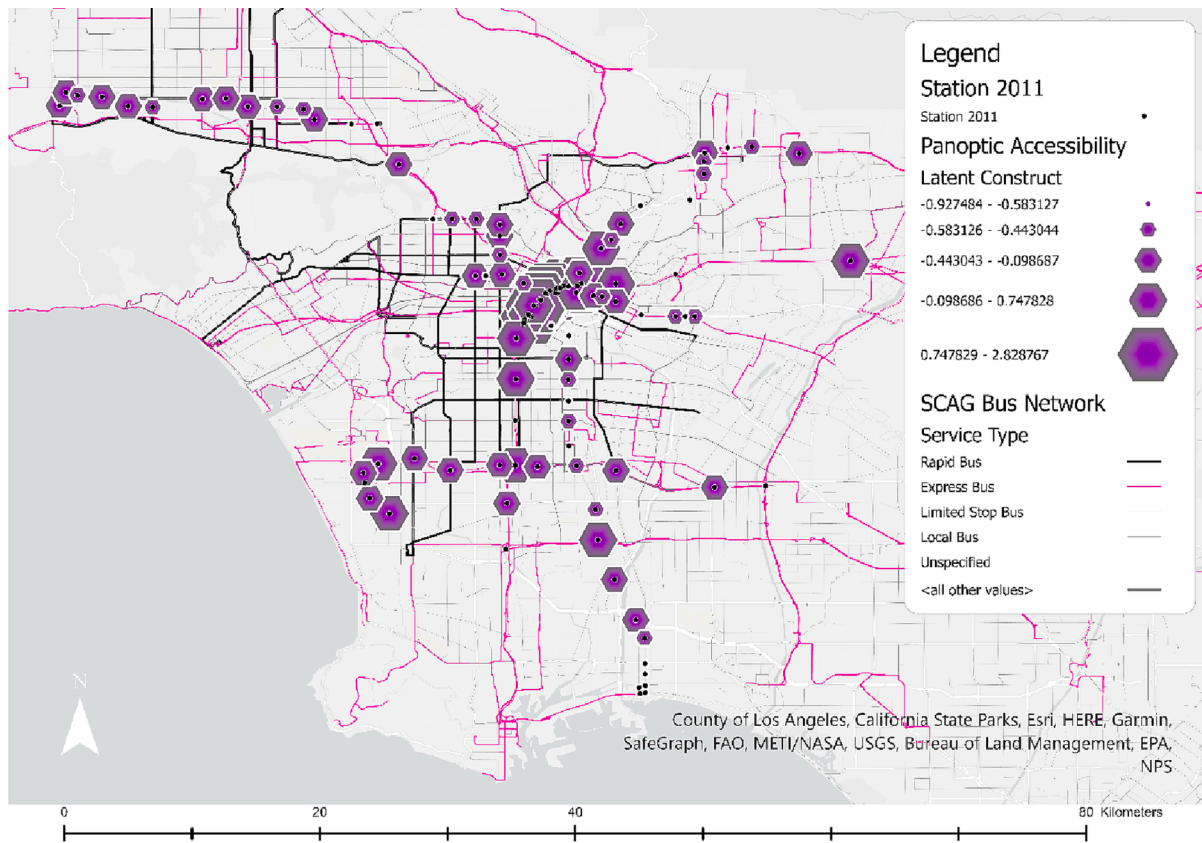 Legend
Station 2011
Station 2011
Panoptic Accessibility
Latent Construct
-0.927484 - -0.583127
-0.583126 - -0.443044
-0.443043 - -0.098687
-0.098686 - 0.747828
0.747829 - 2.828767
SCAG Bus Network
Service Type
Rapid Bus
Express Bus
Limited Stop Bus
Local Bus
Unspecified
<all other values>
N
County of Los Angeles, California State Parks, Esri, HERE, Garmin,
SafeGraph, FAO, METI/NASA, USGS, Bureau of Land Management, EPA,
NPS
0 20 40 80 Kilometers